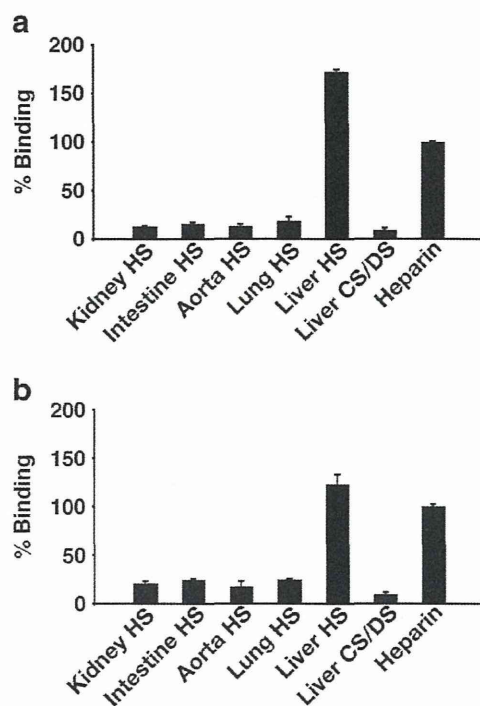 a
% Binding
200
150
100
50
0
Kidney HS
Intestine HS
Aorta HS
Lung HS
Liver HS
Liver CS/DS
Heparin
b
% Binding
200
150
100
50
0
Kidney HS
Intestine HS
Aorta HS
Lung HS
Liver HS
Liver CS/DS
Heparin